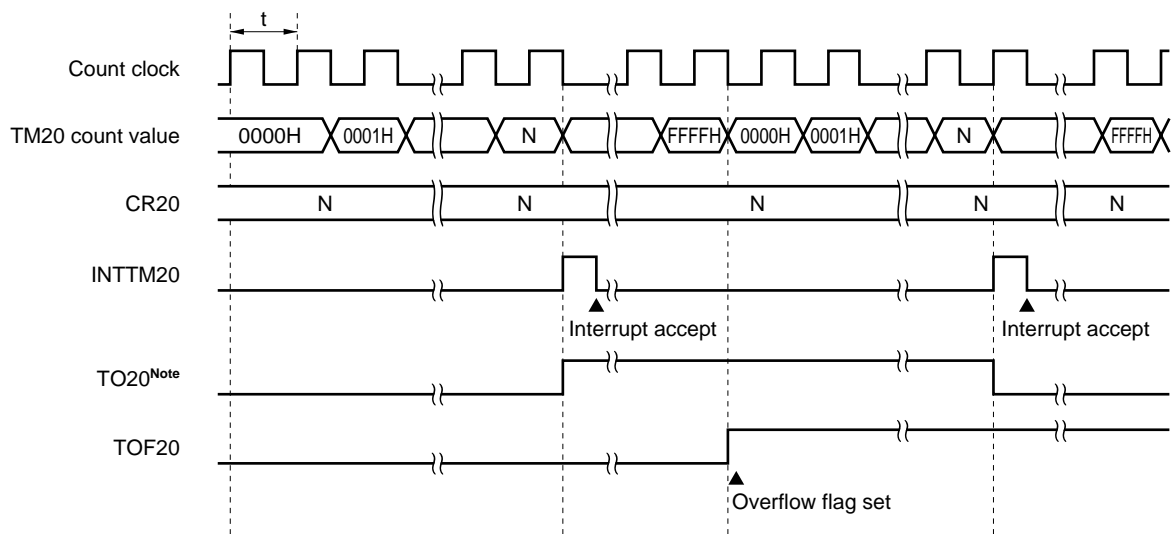 t
Count clock
TM20 count value 0000H 0001H N FFFFH 0000H 0001H N FFFFH
CR20 N N N N N
INTTM20
Interrupt accept Interrupt accept
TO20Note
TOF20
Overflow flag set